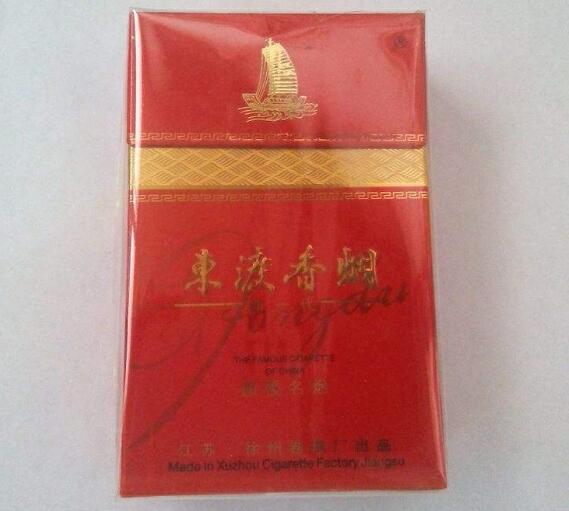 東渡香烟
Dongdu
THE FAMOUS CIGARETTE
OF CHINA
江苏 徐州卷烟厂出品
Made in Xuzhou Cigarette Factory Jiangsu